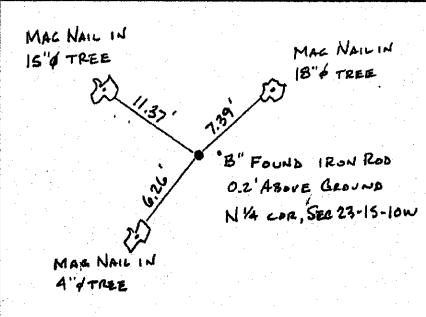 MAG NAIL IN
15"ϕ TREE
MAG NAIL IN
18"ϕ TREE
11.37'
7.39'
"B" FOUND IRON ROD
0.2' ABOVE GROUND
N 1/4 COR, SEC 23-15-10W
6.26'
MAG NAIL IN
4"ϕ TREE